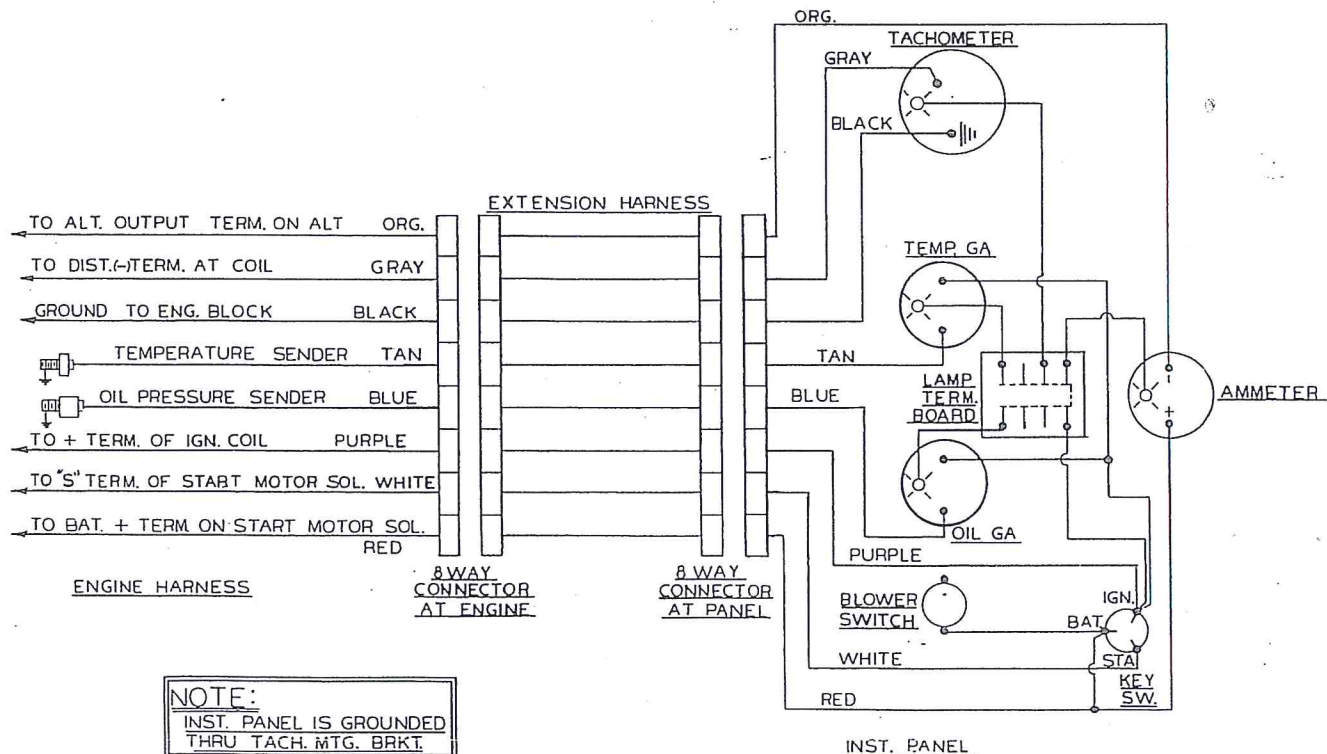 ORG.
TACHOMETER
GRAY
BLACK
EXTENSION HARNESS
TO ALT. OUTPUT TERM. ON ALT ORG.
TO DIST.(-)TERM. AT COIL GRAY
GROUND TO ENG. BLOCK BLACK
TEMPERATURE SENDER TAN
OIL PRESSURE SENDER BLUE
TO + TERM. OF IGN. COIL PURPLE
TO "S" TERM. OF START MOTOR SOL. WHITE
TO BAT. + TERM. ON START MOTOR SOL.
RED
ENGINE HARNESS
8 WAY
CONNECTOR
AT ENGINE
8 WAY
CONNECTOR
AT PANEL
TEMP. GA
TAN
BLUE
LAMP
TERM.
BOARD
-
+
AMMETER
OIL GA
PURPLE
BLOWER
SWITCH
IGN.
BAT.
STA
KEY
SW.
WHITE
RED
NOTE:
INST. PANEL IS GROUNDED
THRU TACH. MTG. BRKT.
INST. PANEL